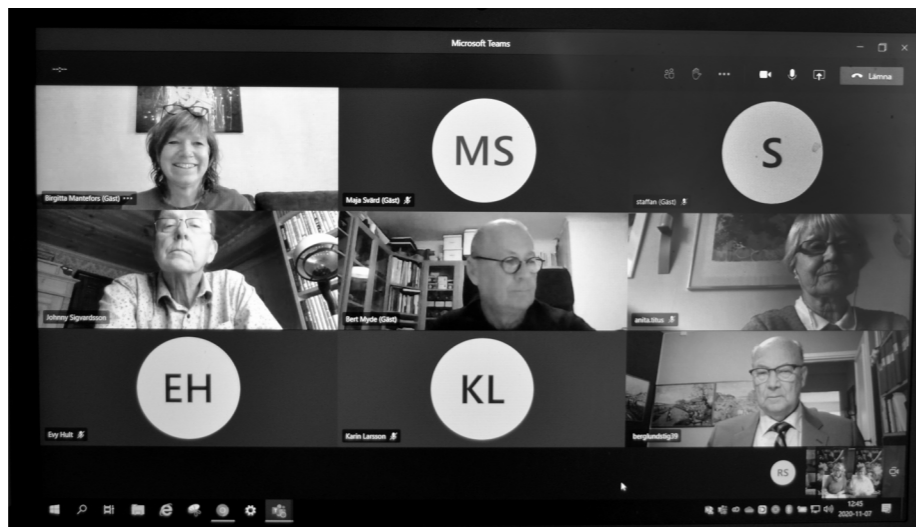 Microsoft Teams
Lämna
MS
S
Birgitta Mantefors (Gäst)
Maja Svärd (Gäst)
staffan (Gäst)
Johnny Sigvardsson
Bert Myde (Gäst)
anita.titus
EH
KL
Evy Hult
Karin Larsson
berglundstig39
RS
12:45
2020-11-07